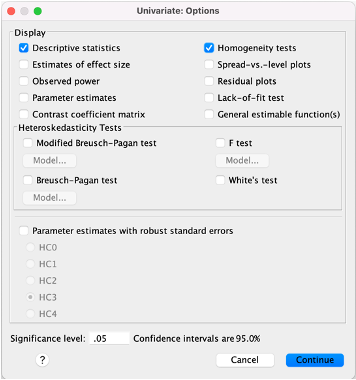 Univariate: Options
Display
Descriptive statistics
Homogeneity tests
Estimates of effect size
Spread-vs.-level plots
Observed power
Residual plots
Parameter estimates
Lack-of-fit test
Contrast coefficient matrix
General estimable function(s)
Heteroskedasticity Tests
Modified Breusch-Pagan test
F test
Model...
Model...
Breusch-Pagan test
White's test
Model...
Parameter estimates with robust standard errors
HC0
HC1
HC2
HC3
HC4
Significance level: .05 Confidence intervals are 95.0%
? Cancel Continue